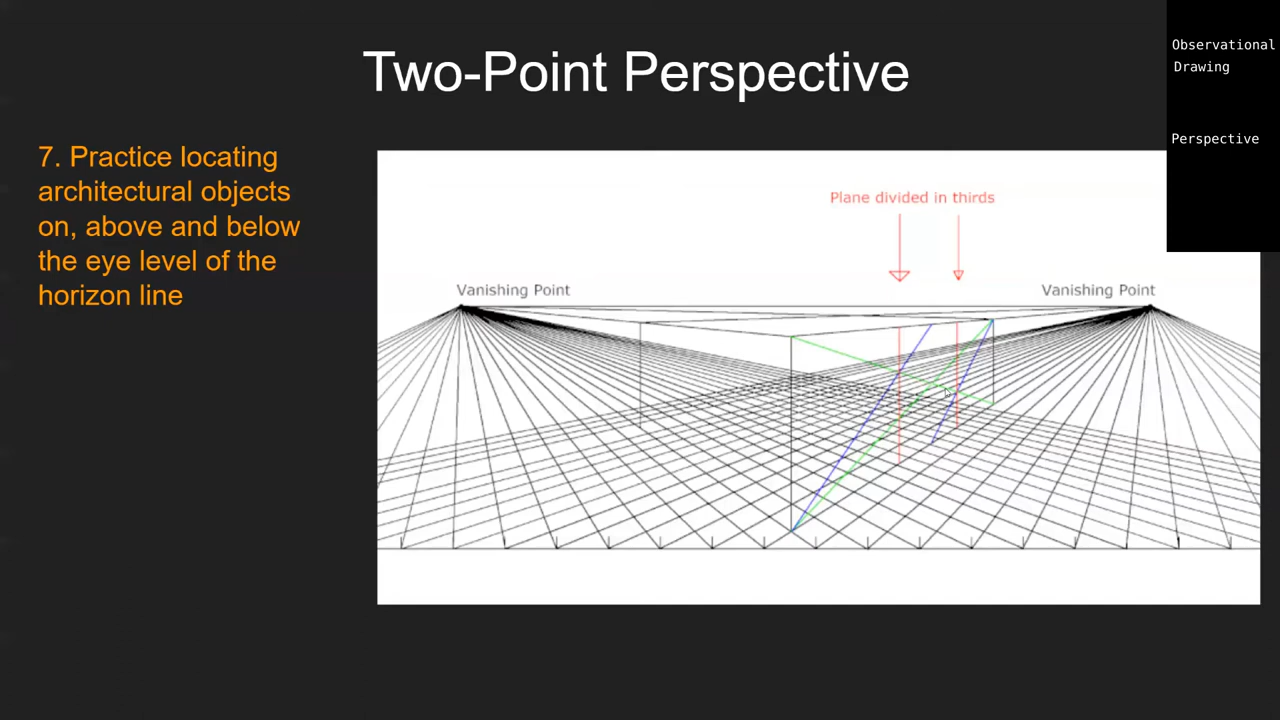 Two-Point Perspective
Observational
Drawing
Perspective
7. Practice locating
architectural objects
on, above and below
the eye level of the
horizon line
Plane divided in thirds
Vanishing Point
Vanishing Point